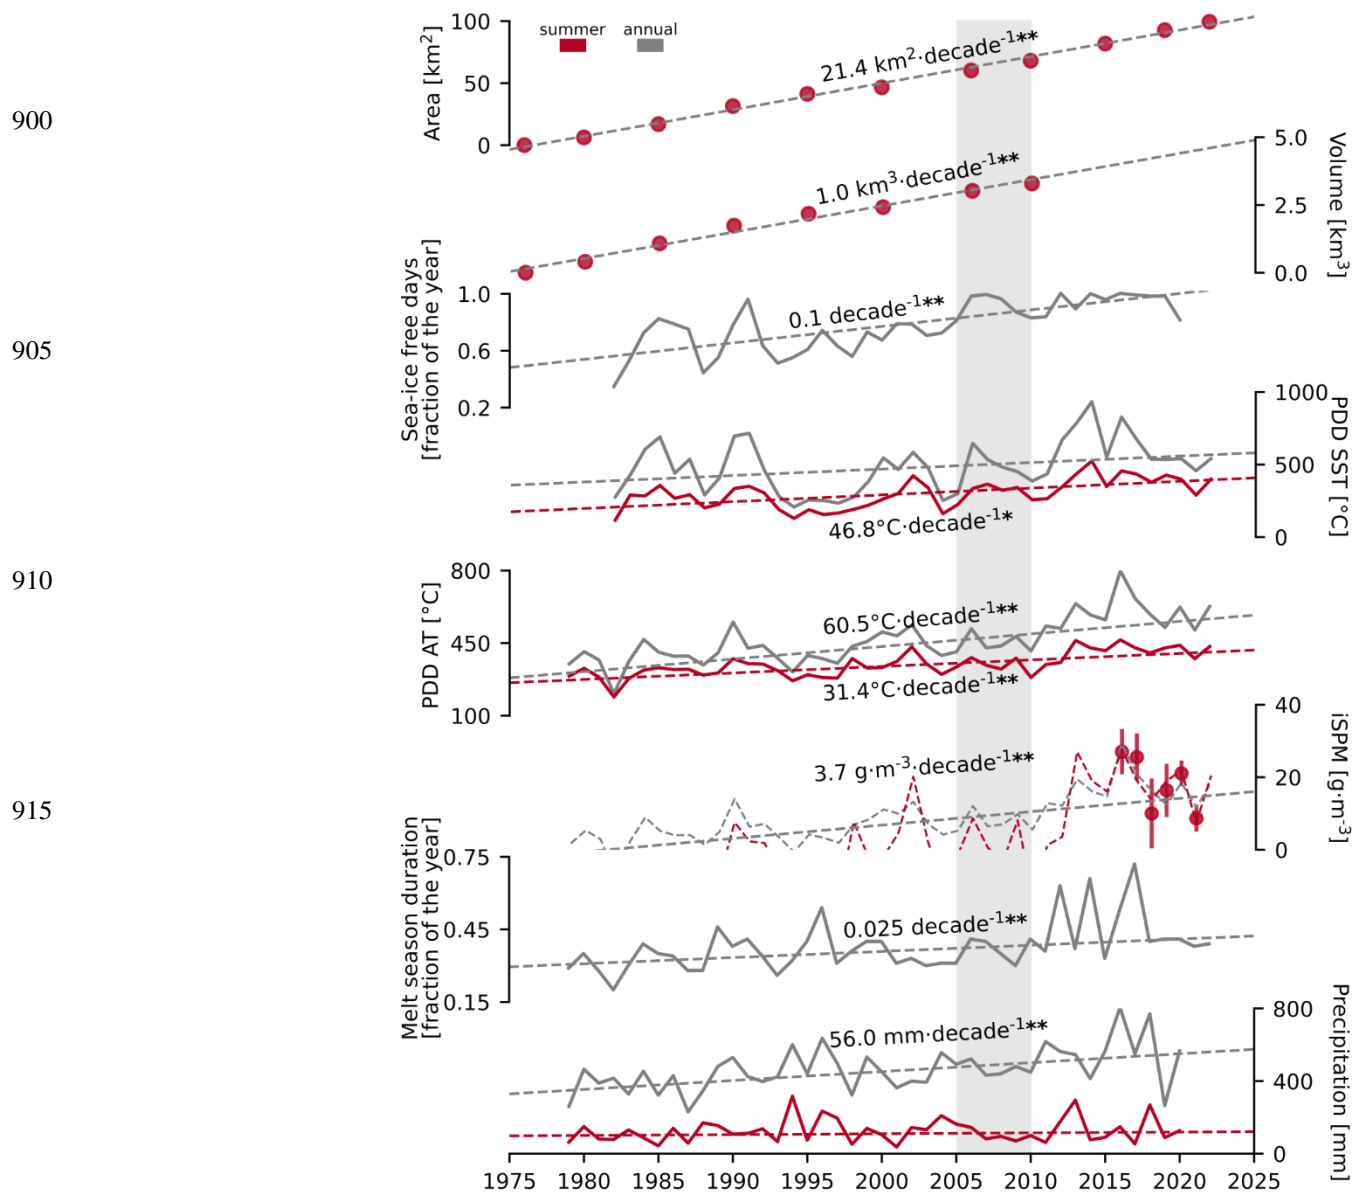 900
905
910
915
summer annual
Area [km²]
100
50
0
21.4 km²·decade⁻¹**
Volume [km³]
5.0
2.5
0.0
1.0 km³·decade⁻¹**
Sea-ice free days
[fraction of the year]
1.0
0.6
0.2
0.1 decade⁻¹**
PDD SST [°C]
1000
500
0
46.8°C·decade⁻¹*
PDD AT [°C]
800
450
100
60.5°C·decade⁻¹**
31.4°C·decade⁻¹**
iSPM [g·m⁻³]
40
20
0
3.7 g·m⁻³·decade⁻¹**
Melt season duration
[fraction of the year]
0.75
0.45
0.15
0.025 decade⁻¹**
Precipitation [mm]
800
400
0
56.0 mm·decade⁻¹**
1975 1980 1985 1990 1995 2000 2005 2010 2015 2020 2025